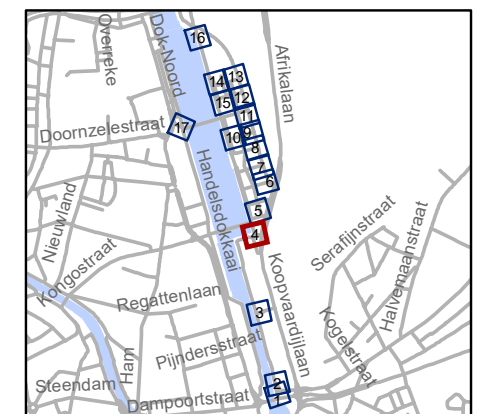 Overreke
Dok-Noord
Afrikalaan
16
14
13
15
12
11
9
10
8
7
6
17
Doornzelestraat
Nieuwland
Handelsdokkaai
5
4
Kongostraat
Regattenlaan
3
Koopvaardijlaan
Serafijnstraat
Halvemaanstraat
Kogelstraat
Pijndersstraat
Ham
Steendam
Dampoortstraat
2
1